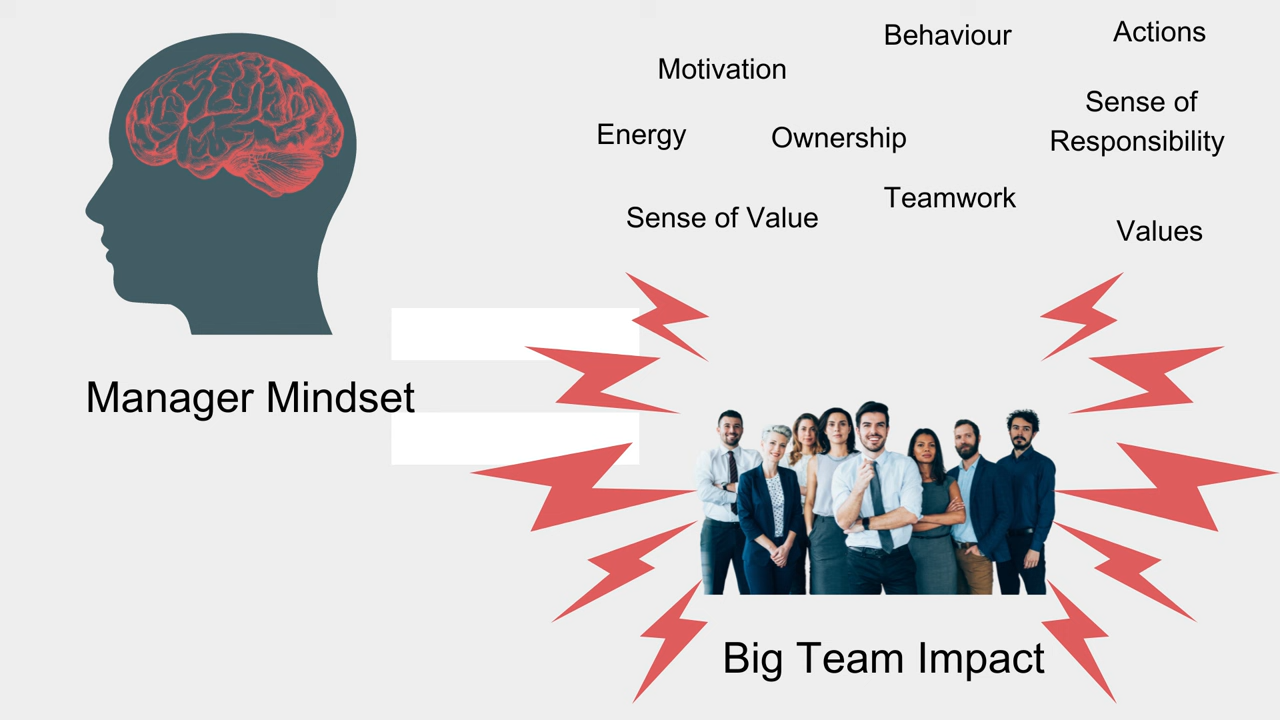 Behaviour
Actions
Motivation
Sense of
Responsibility
Energy
Ownership
Teamwork
Sense of Value
Values
Manager Mindset
Big Team Impact